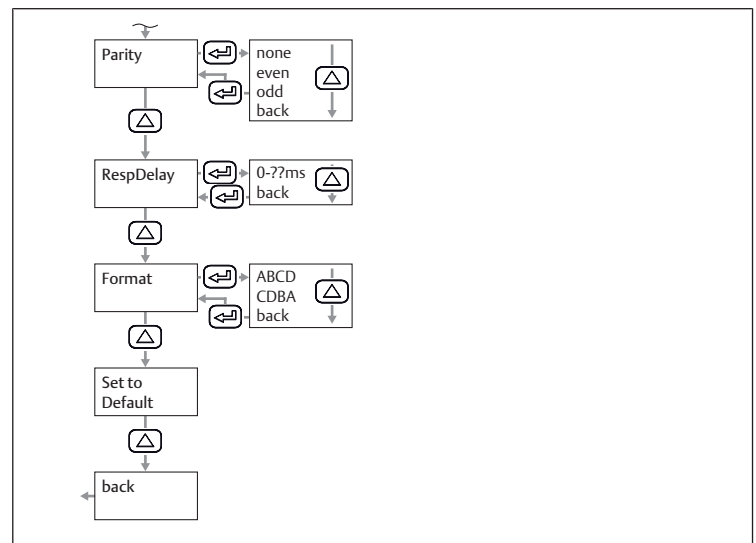 Parity
none
even
odd
back
RespDelay
0-??ms
back
Format
ABCD
CDBA
back
Set to
Default
back